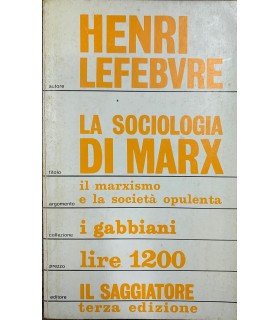 HENRI
LEFEBVRE
autore
LA SOCIOLOGIA
DI MARX
titolo
il marxismo
e la società opulenta
argomento
i gabbiani
collezione
lire 1200
prezzo
IL SAGGIATORE
editore
terza edizione